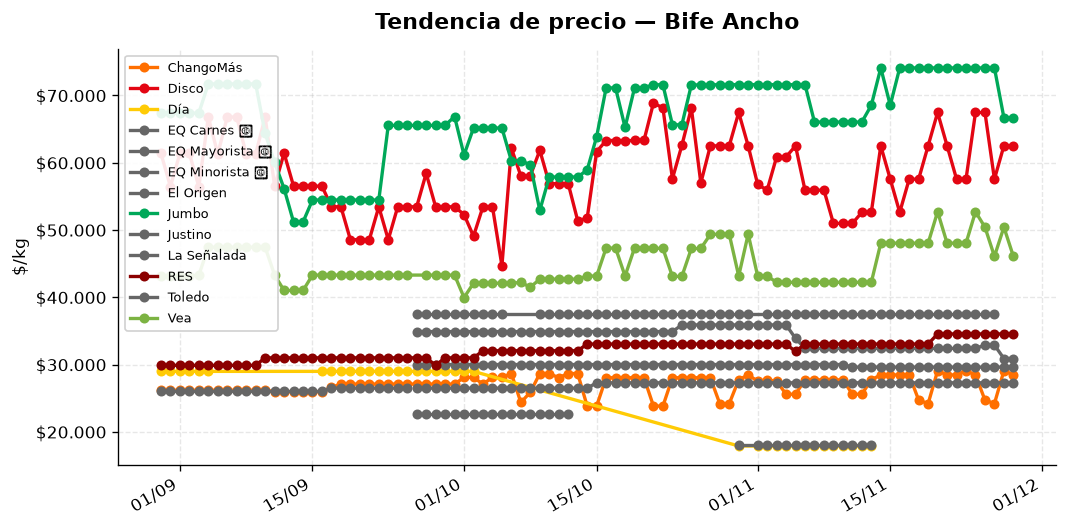 Tendencia de precio — Bife Ancho
$/kg
$70.000
$60.000
$50.000
$40.000
$30.000
$20.000
ChangoMás
Disco
Día
EQ Carnes
EQ Mayorista
EQ Minorista
El Origen
Jumbo
Justino
La Señalada
RES
Toledo
Vea
01/09
15/09
01/10
15/10
01/11
15/11
01/12